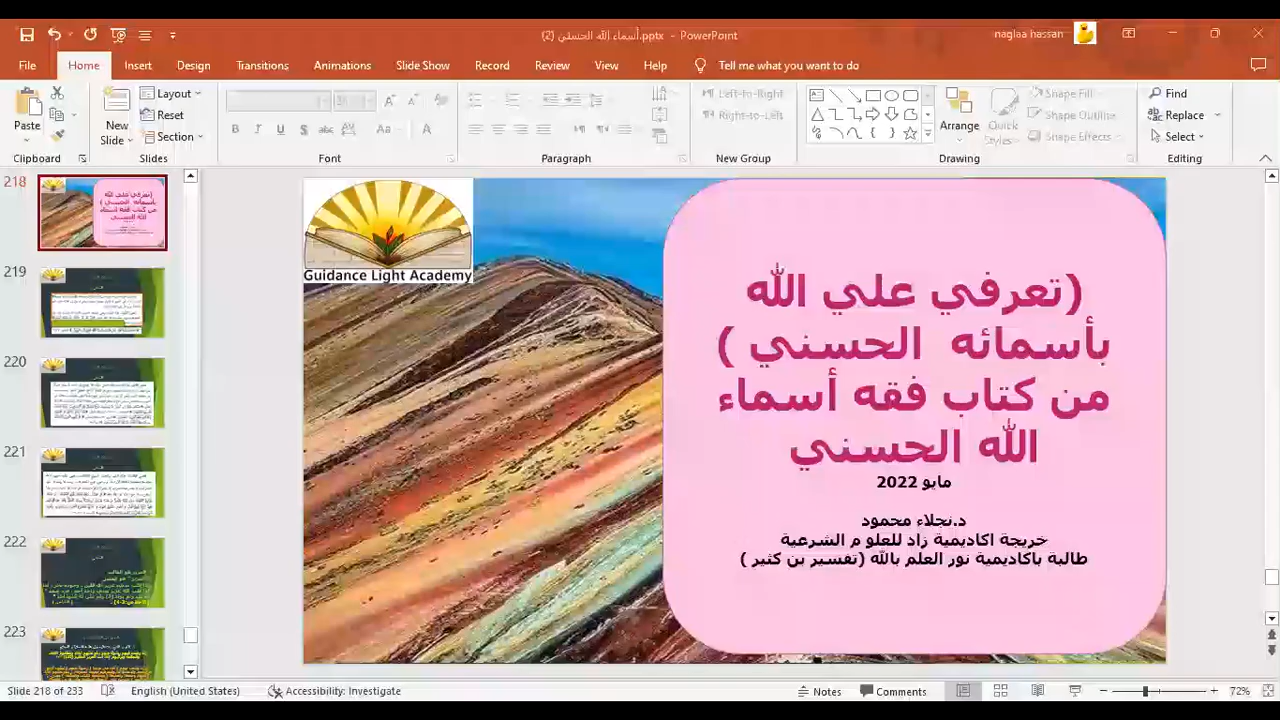 أسماء الله الحسني (2).pptx - PowerPoint
naglaa hassan
File Home Insert Design Transitions Animations Slide Show Record Review View Help Tell me what you want to do
Layout
Left-to-Right
Shape Fill
Find
Reset
Right-to-Left
Shape Outline
Replace
Paste
New
Slide
Section
Arrange
Quick
Styles
Shape Effects
Select
Clipboard Slides Font Paragraph New Group Drawing Editing
218
219
220
221
222
223
Guidance Light Academy
(تعرفي علي الله
بأسمائه الحسني )
من كتاب فقه أسماء
الله الحسني
مايو 2022
د.نجلاء محمود
خريجة اكاديمية زاد للعلو م الشرعية
طالبة باكاديمية نور العلم بالله (تفسير بن كثير )
Slide 218 of 233 English (United States) Accessibility: Investigate Notes Comments 72%